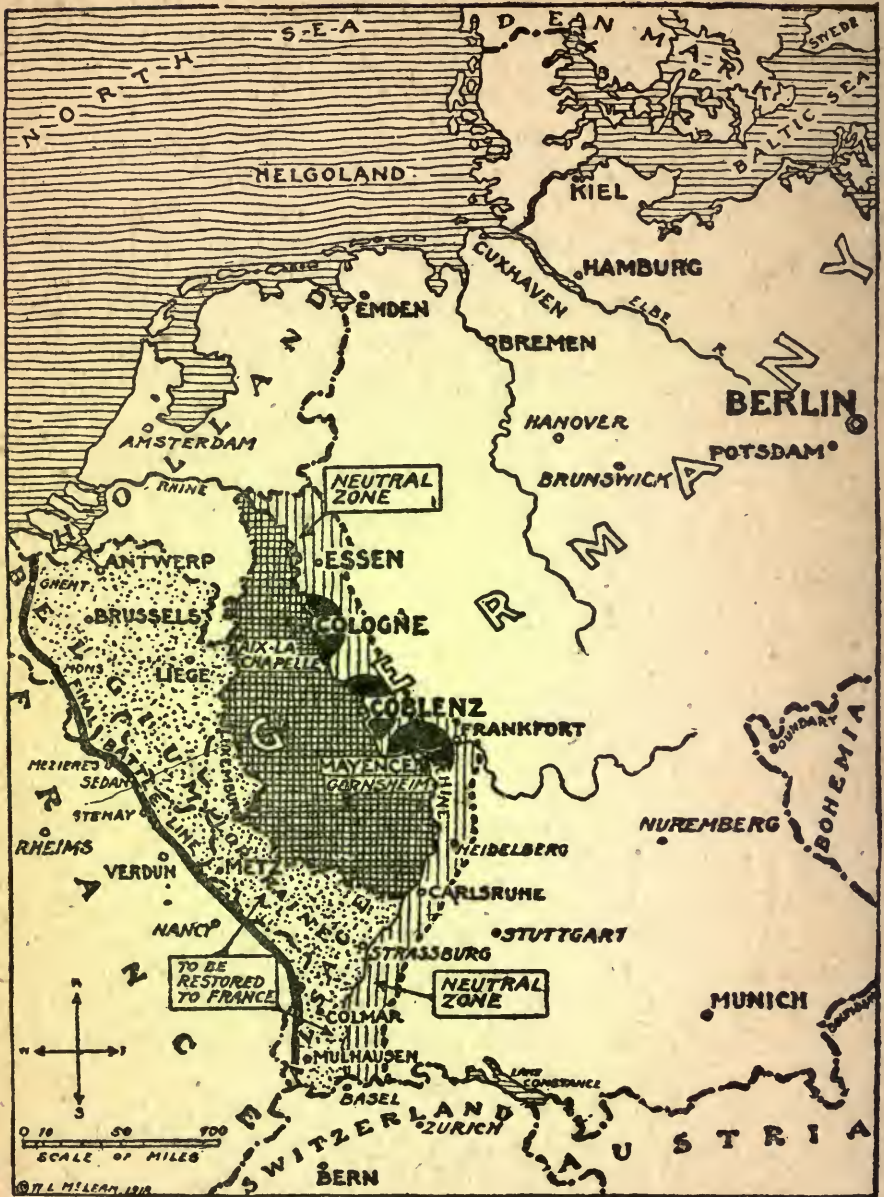 NORTH SEA
DENMARK
SWEDE
BALTIC SEA
HELGOLAND
KIEL
CUXHAVEN
HAMBURG
ELBE R
EMDEN
BREMEN
HOLLAND
GERMANY
BERLIN
AMSTERDAM
HANOVER
POTSDAM
BRUNSWICK
RHINE
NEUTRAL
ZONE
ESSEN
ANTWERP
GHENT
BELGIUM
BRUSSELS
COLOGNE
AIX-LA
CHAPELLE
LIEGE
MONS
COBLENZ
FRANKFORT
FINAL BATTLE LINE
LUXEMBURG
MAYENCE
GORNSHEIM
RHINE
BOUNDARY
BOHEMIA
MEZIERES
SEDAN
STENAY
FRANCE
RHEIMS
VERDUN
METZ
LORRAINE
HEIDELBERG
NUREMBERG
CARLSRUHE
NANCY
STUTTGART
STRASSBURG
ALSACE
TO BE
RESTORED
TO FRANCE
NEUTRAL
ZONE
COLMAR
MUNICH
BOUNDARY
MULHAUSEN
BASEL
LAKE
CONSTANCE
N
W
S
SWITZERLAND
ZURICH
AUSTRIA
BERN
0 10 50 100
SCALE OF MILES
© W L McLEAN, 1918